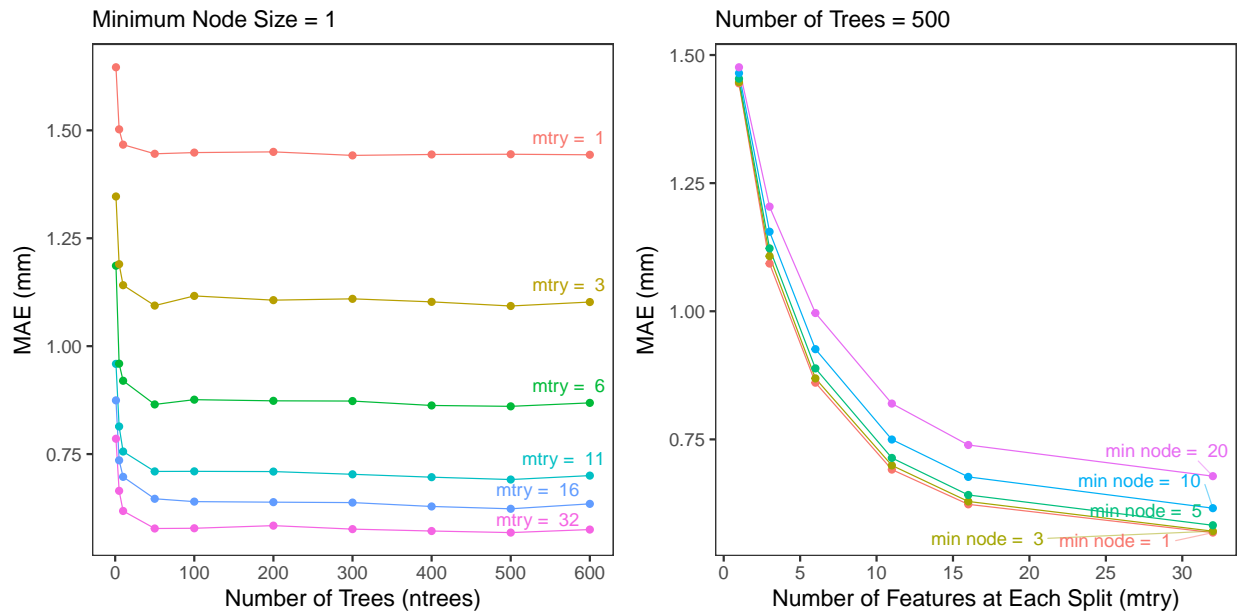 Minimum Node Size = 1
1.50
1.25
1.00
0.75
MAE (mm)
mtry = 1
mtry = 3
mtry = 6
mtry = 11
mtry = 16
mtry = 32
0 100 200 300 400 500 600
Number of Trees (ntrees)
Number of Trees = 500
1.50
1.25
1.00
0.75
MAE (mm)
min node = 20
min node = 10
min node = 5
min node = 3
min node = 1
0 5 10 15 20 25 30
Number of Features at Each Split (mtry)